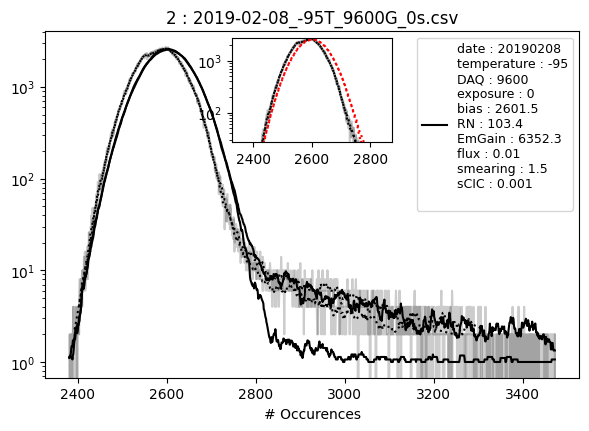 2 : 2019-02-08_-95T_9600G_0s.csv
date : 20190208
temperature : -95
DAQ : 9600
exposure : 0
bias : 2601.5
RN : 103.4
EmGain : 6352.3
flux : 0.01
smearing : 1.5
sCIC : 0.001
10³
10²
10¹
10⁰
10³
10²
2400 2600 2800
2400 2600 2800 3000 3200 3400
# Occurences